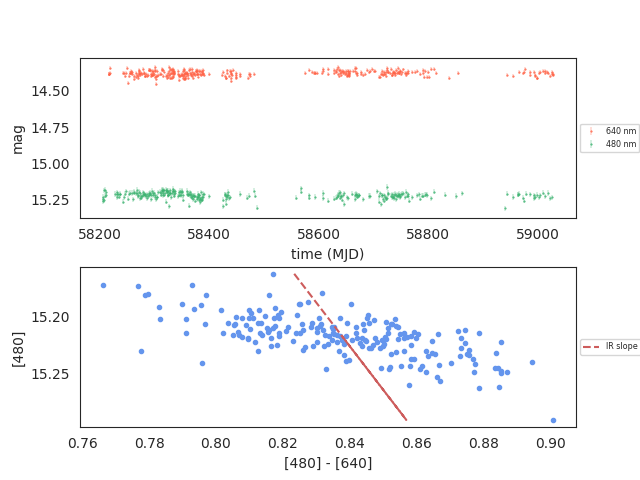 14.50
14.75
15.00
15.25
mag
58200 58400 58600 58800 59000
time (MJD)
640 nm
480 nm
15.20
15.25
[480]
0.76 0.78 0.80 0.82 0.84 0.86 0.88 0.90
[480] - [640]
IR slope